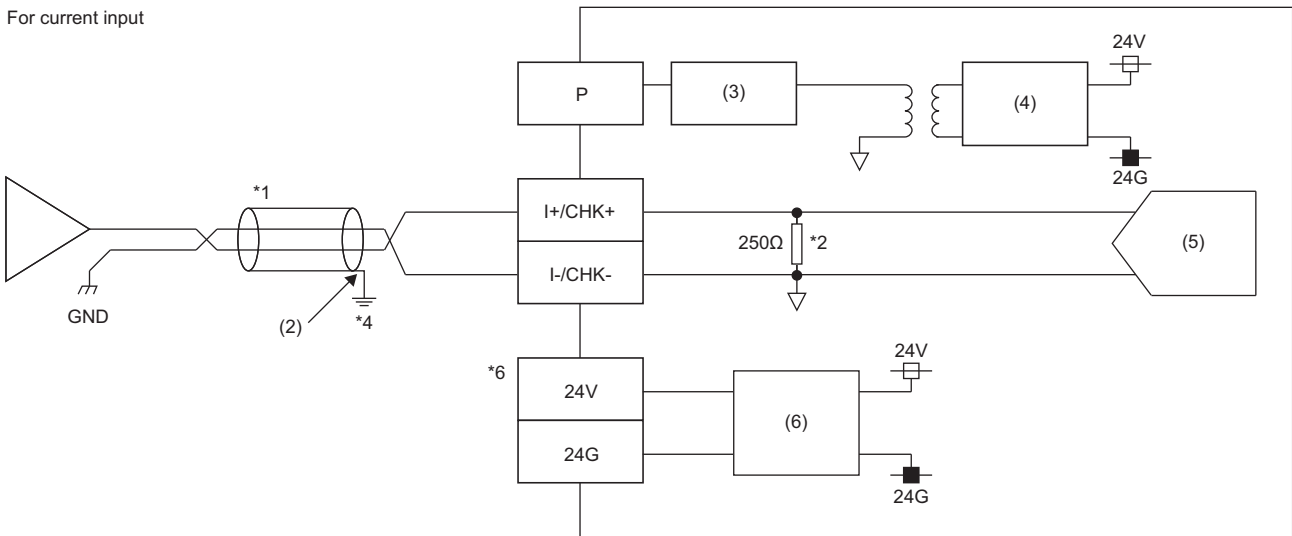 For current input
24V
P
(3)
(4)
24G
*1
I+/CHK+
250Ω
*2
(5)
I-/CHK-
GND
(2)
*4
*6
24V
24V
(6)
24G
24G